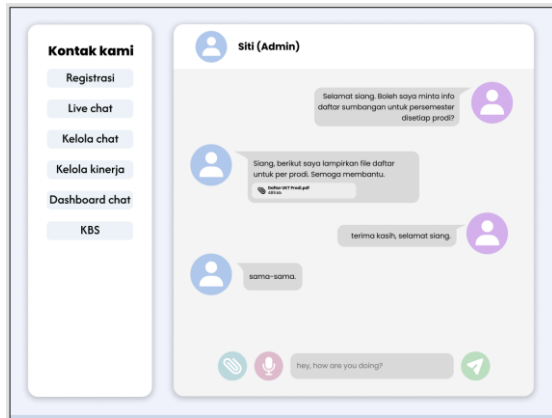 Kontak kami
Registrasi
Live chat
Kelola chat
Kelola kinerja
Dashboard chat
KBS
Siti (Admin)
Selamat siang. Boleh saya minta info
daftar sumbangan untuk persemester
disetiap prodi?
Siang, berikut saya lampirkan file daftar
untuk per prodi. Semoga membantu.
terima kasih, selamat siang.
sama-sama.
hey, how are you doing?